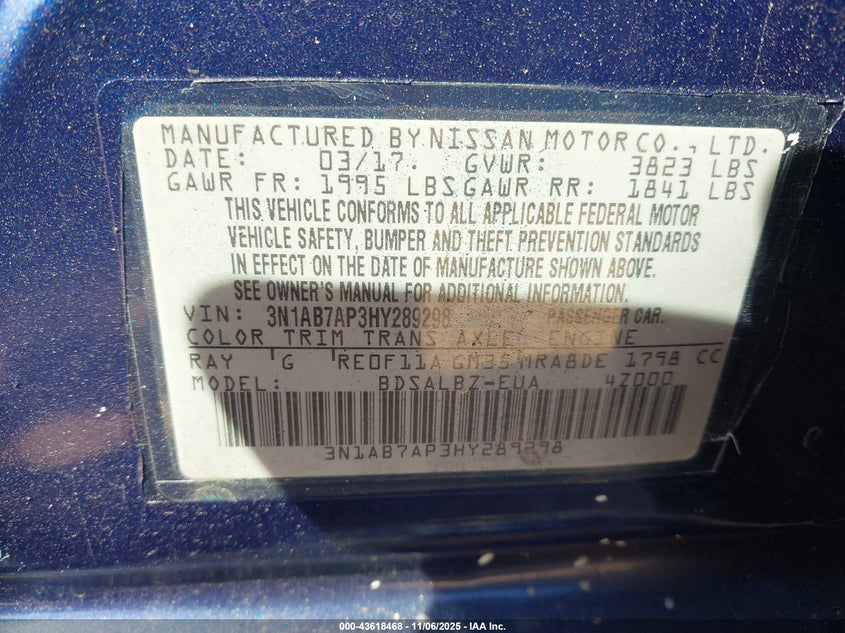 MANUFACTURED BY NISSAN MOTOR CO., LTD.
DATE: 03/17. GVWR: 3823 LBS
GAWR FR: 1995 LBS GAWR RR: 1841 LBS
THIS VEHICLE CONFORMS TO ALL APPLICABLE FEDERAL MOTOR
VEHICLE SAFETY, BUMPER AND THEFT PREVENTION STANDARDS
IN EFFECT ON THE DATE OF MANUFACTURE SHOWN ABOVE.
SEE OWNER'S MANUAL FOR ADDITIONAL INFORMATION
VIN: 3N1AB7AP3HY289298 PASSENGER CAR.
COLOR TRIM TRANS AXLE ENGINE
RAY 'G 'RE0F11A GM35 MRA8DE 1798 CC
MODEL: BDSALBZ-EUA 4Z000
3N1AB7AP3HY289298
000-43618468 - 11/06/2025 - IAA Inc.